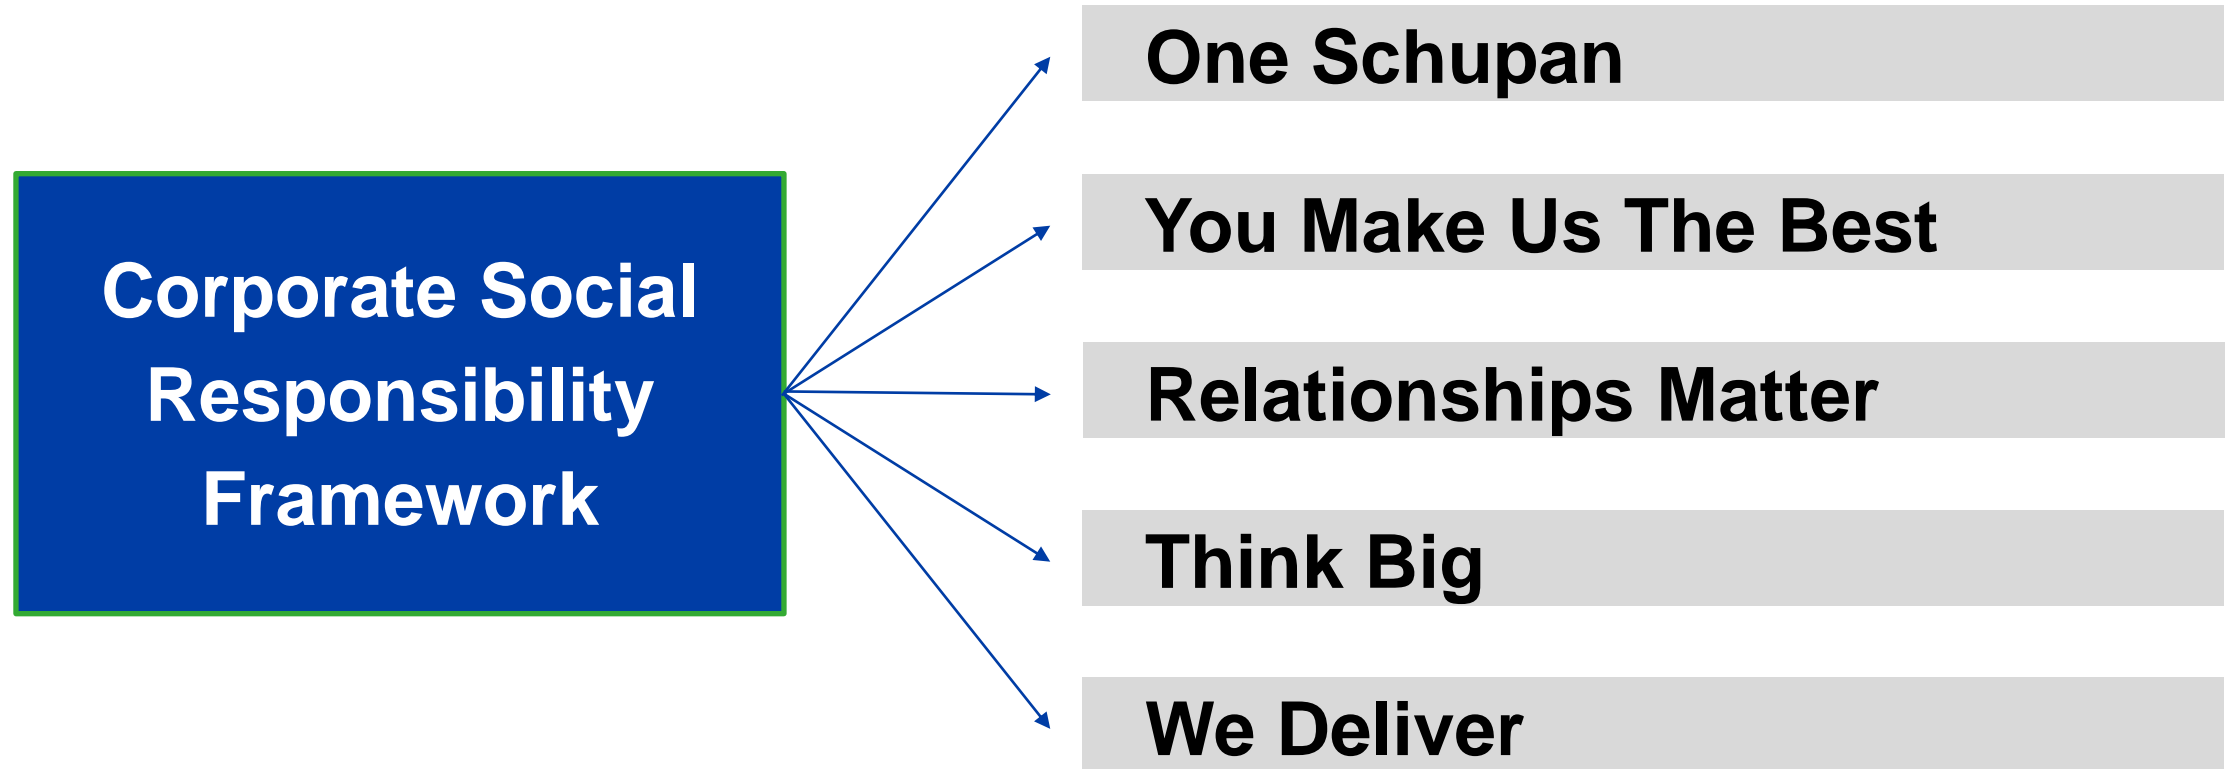 Corporate Social
Responsibility
Framework
One Schupan
You Make Us The Best
Relationships Matter
Think Big
We Deliver